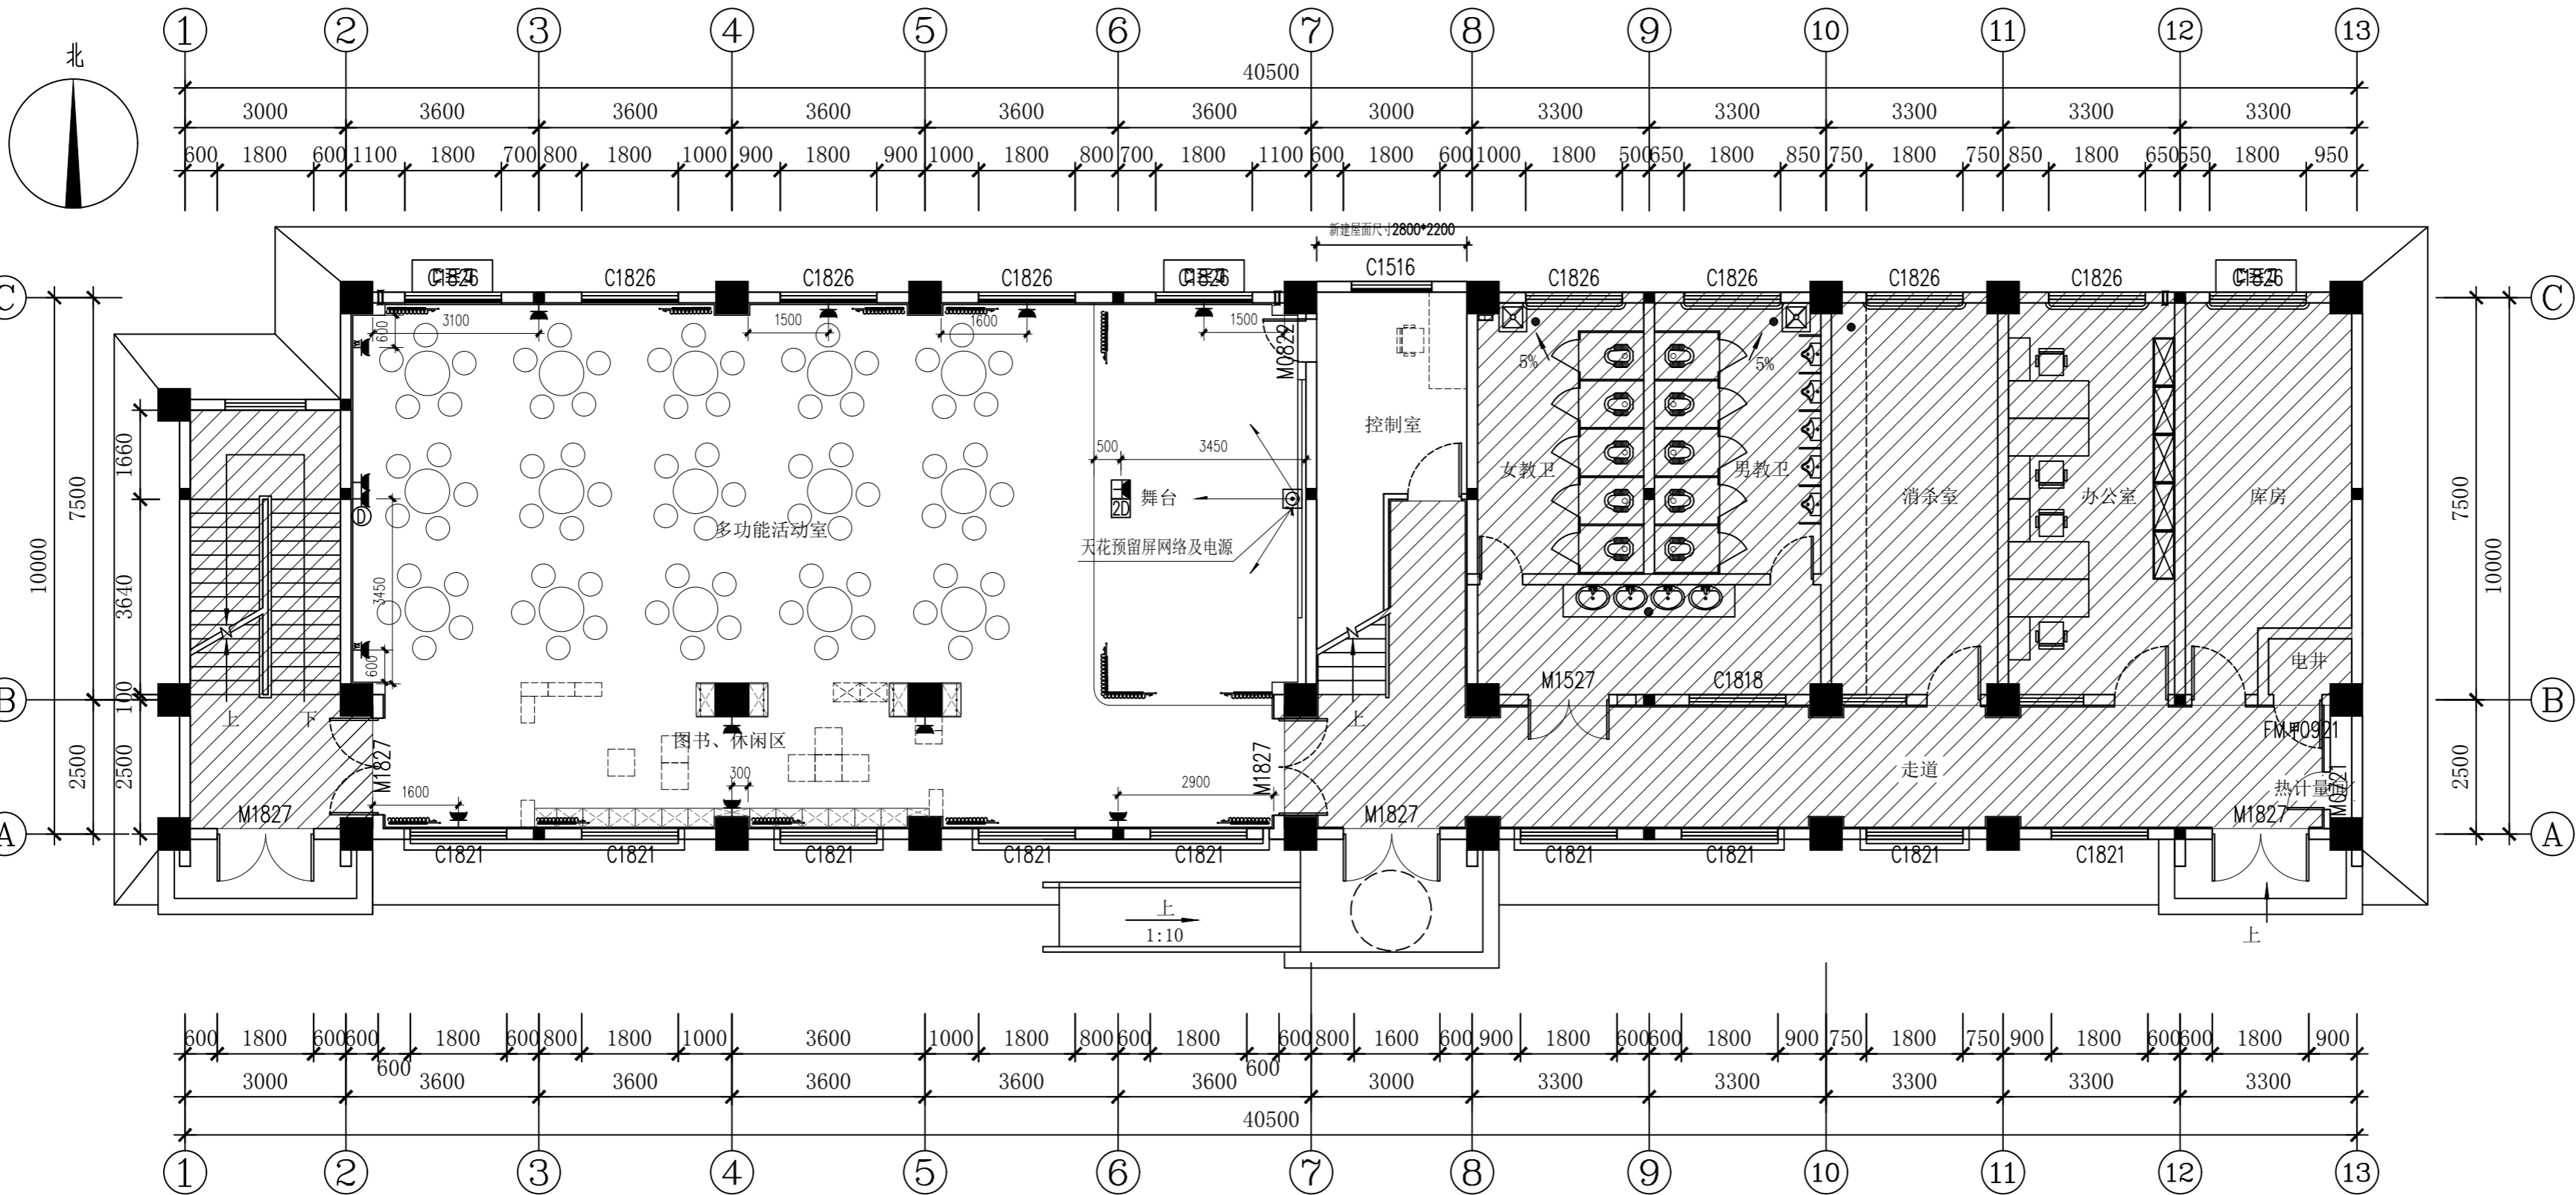 ① ② ③ ④ ⑤ ⑥ ⑦ ⑧ ⑨ ⑩ ⑪ ⑫ ⑬
北
40500
3000 3600 3600 3600 3600 3600 3000 3300 3300 3300 3300 3300
600 1800 600 1100 1800 700 800 1800 1000 900 1800 900 1000 1800 800 700 1800 1100 600 1800 600 1000 1800 500 650 1800 850 750 1800 750 850 1800 650 550 1800 950
新建屋面尺寸2800*2200
C1826 C1826 C1826 C1826 C1826 C1516 C1826 C1826 C1826 C1826 C1826
C C
600 3100 1500 1600 1500 M0822
5% 5%
控制室
500 3450
女教卫 男教卫 消杀室 办公室 库房
2D 舞台
D
多功能活动室
天花预留屏网络及电源
3450
600
10000 7500 1660 3640 100 2500 2500
7500 10000 2500
电井
M1527 C1818
B B
上 下 上
图书、休闲区
M1827 M1827
FM甲0921
走道
300
1600 2900
热计量
M0721
M1827 M1827 M1827
A A
C1821 C1821 C1821 C1821 C1821 C1821 C1821 C1821 C1821
上
1:10
上
600 1800 600 600 600 1800 600 800 1800 1000 3600 1000 1800 800 600 1800 600 600 800 1600 600 900 1800 600 600 1800 900 750 1800 750 900 1800 600 600 1800 900
3000 3600 3600 3600 3600 3600 3000 3300 3300 3300 3300 3300
40500
① ② ③ ④ ⑤ ⑥ ⑦ ⑧ ⑨ ⑩ ⑪ ⑫ ⑬